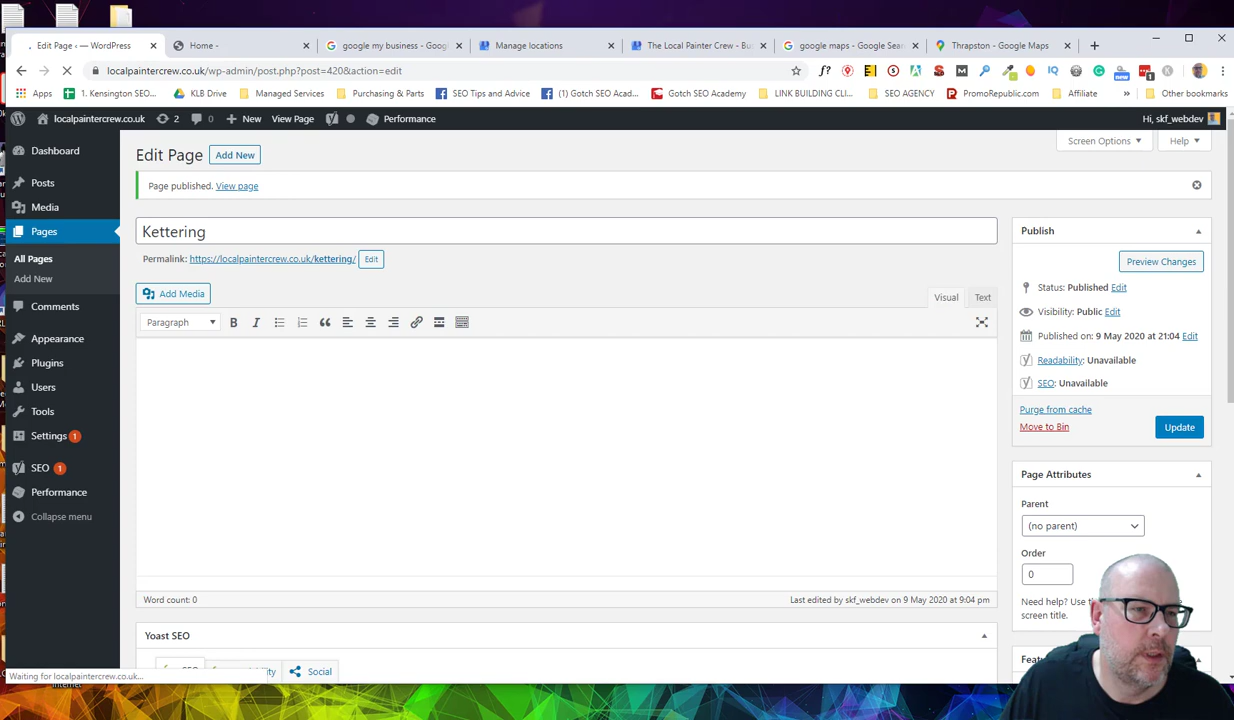 Edit Page ‹ — WordPress
Home -
google my business - Goog
Manage locations
The Local Painter Crew - Bu
google maps - Google Sear
Thrapston - Google Maps
localpaintercrew.co.uk/wp-admin/post.php?post=420&action=edit
Apps
1. Kensington SEO...
KLB Drive
Managed Services
Purchasing & Parts
SEO Tips and Advice
(1) Gotch SEO Acad...
Gotch SEO Academy
LINK BUILDING CLI...
SEO AGENCY
PromoRepublic.com
Affiliate
Other bookmarks
localpaintercrew.co.uk
2
0
New
View Page
Performance
Hi, skf_webdev
Screen Options
Help
Dashboard
Posts
Media
Pages
All Pages
Add New
Comments
Appearance
Plugins
Users
Tools
Settings 1
SEO 1
Performance
Collapse menu
Edit Page
Add New
Page published. View page
Kettering
Permalink: https://localpaintercrew.co.uk/kettering/ Edit
Add Media
Visual
Text
Paragraph
Word count: 0
Last edited by skf_webdev on 9 May 2020 at 9:04 pm
Yoast SEO
SEO
Social
Publish
Preview Changes
Status: Published Edit
Visibility: Public Edit
Published on: 9 May 2020 at 21:04 Edit
Readability: Unavailable
SEO: Unavailable
Purge from cache
Move to Bin
Update
Page Attributes
Parent
(no parent)
Order
0
Need help? Use
screen title.
Waiting for localpaintercrew.co.uk...